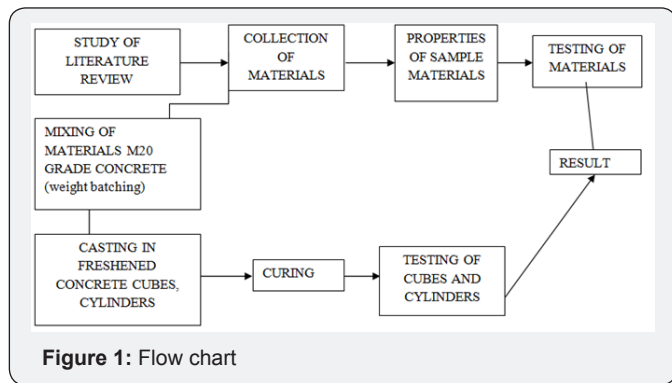 STUDY OF
LITERATURE
REVIEW
COLLECTION
OF
MATERIALS
PROPERTIES
OF SAMPLE
MATERIALS
TESTING OF
MATERIALS
MIXING OF
MATERIALS M20
GRADE CONCRETE
(weight batching)
RESULT
CASTING IN
FRESHENED
CONCRETE CUBES,
CYLINDERS
CURING
TESTING OF
CUBES AND
CYLINDERS
Figure 1: Flow chart